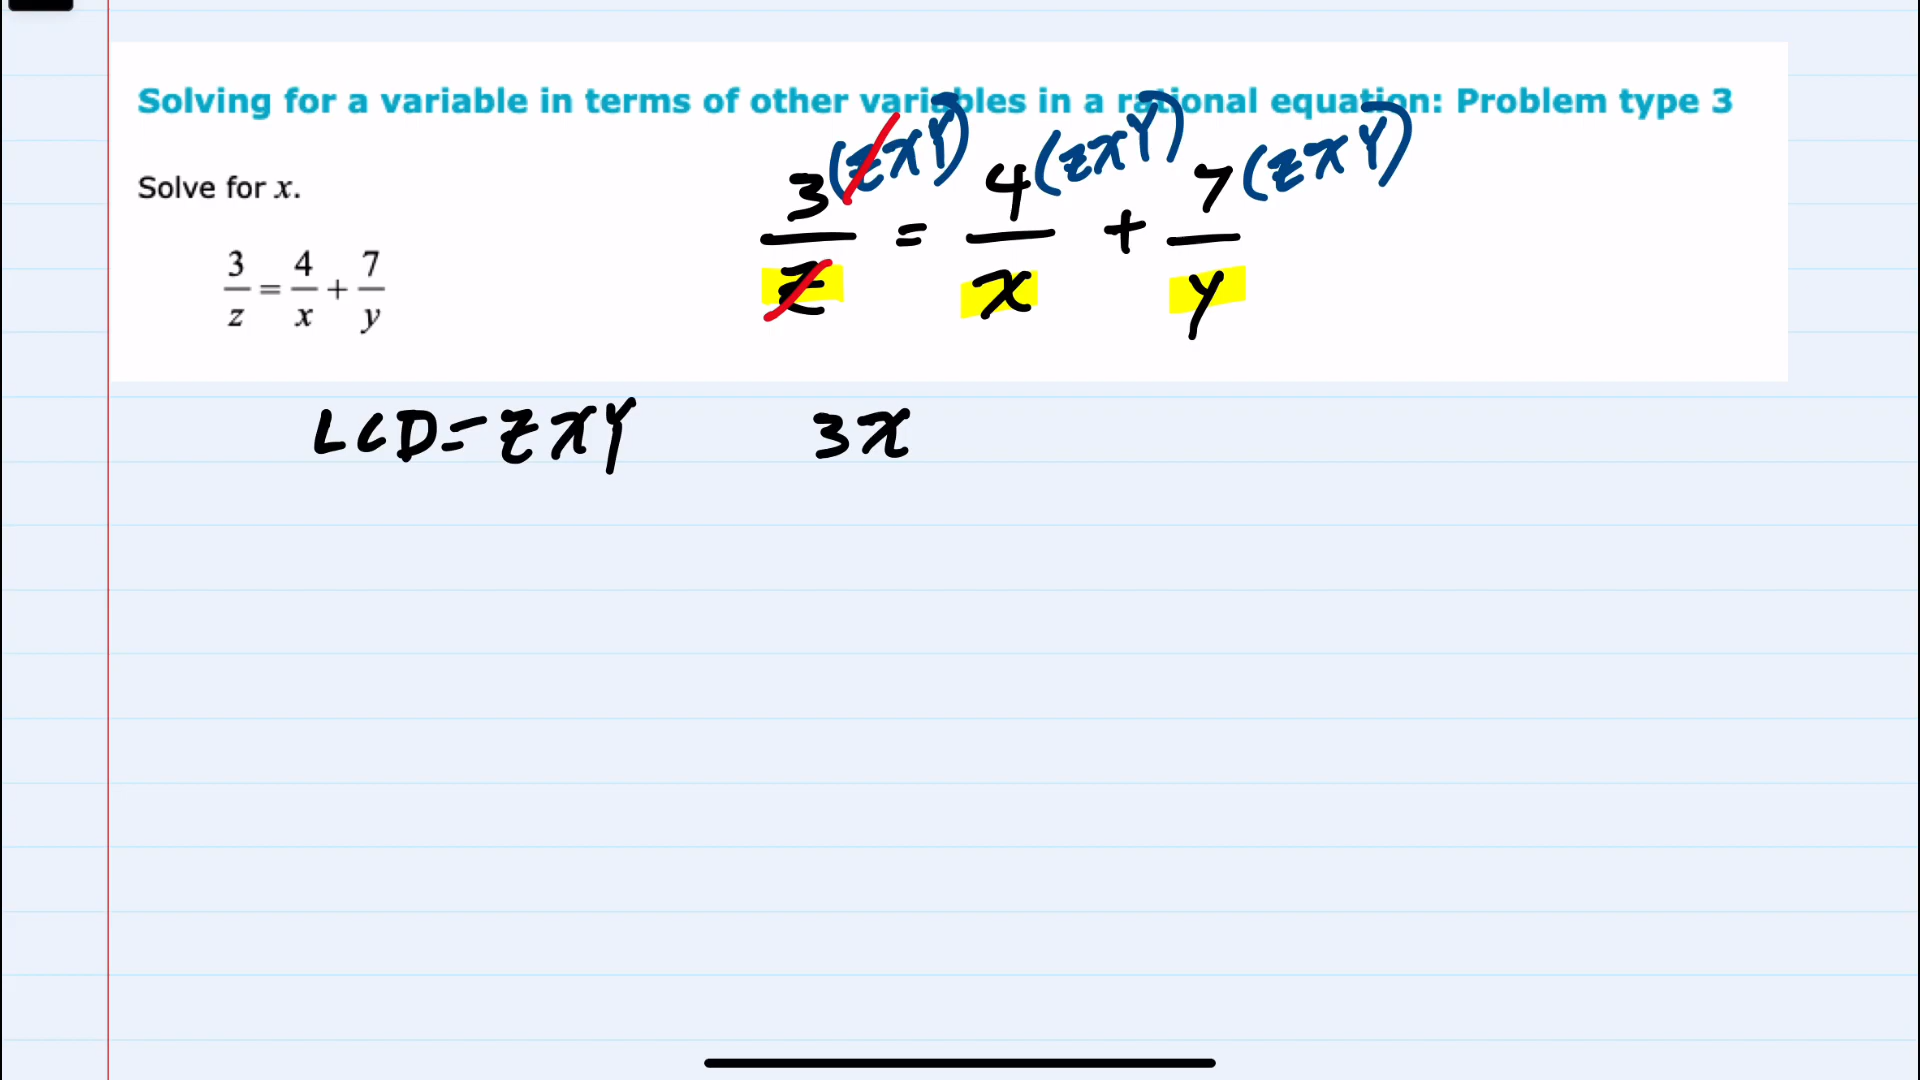 Solving for a variable in terms of other variables in a rational equation: Problem type 3
Solve for x.
3/z = 4/x + 7/y
3(zxy)/z = 4(zxy)/x + 7(zxy)/y
LCD=zxy
3x